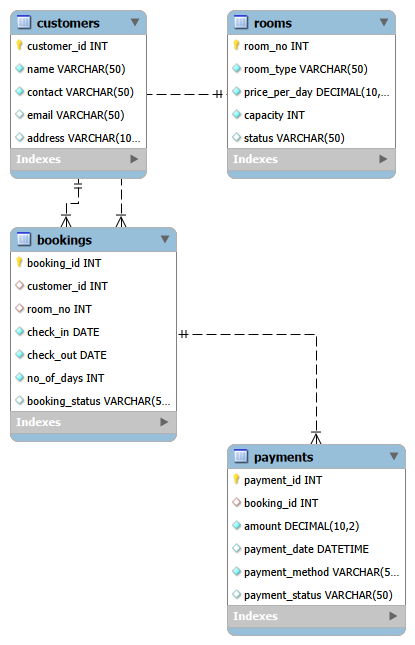 customers
customer_id INT
name VARCHAR(50)
contact VARCHAR(50)
email VARCHAR(50)
address VARCHAR(10...
Indexes
rooms
room_no INT
room_type VARCHAR(50)
price_per_day DECIMAL(10,...
capacity INT
status VARCHAR(50)
Indexes
bookings
booking_id INT
customer_id INT
room_no INT
check_in DATE
check_out DATE
no_of_days INT
booking_status VARCHAR(5...
Indexes
payments
payment_id INT
booking_id INT
amount DECIMAL(10,2)
payment_date DATETIME
payment_method VARCHAR(5...
payment_status VARCHAR(50)
Indexes